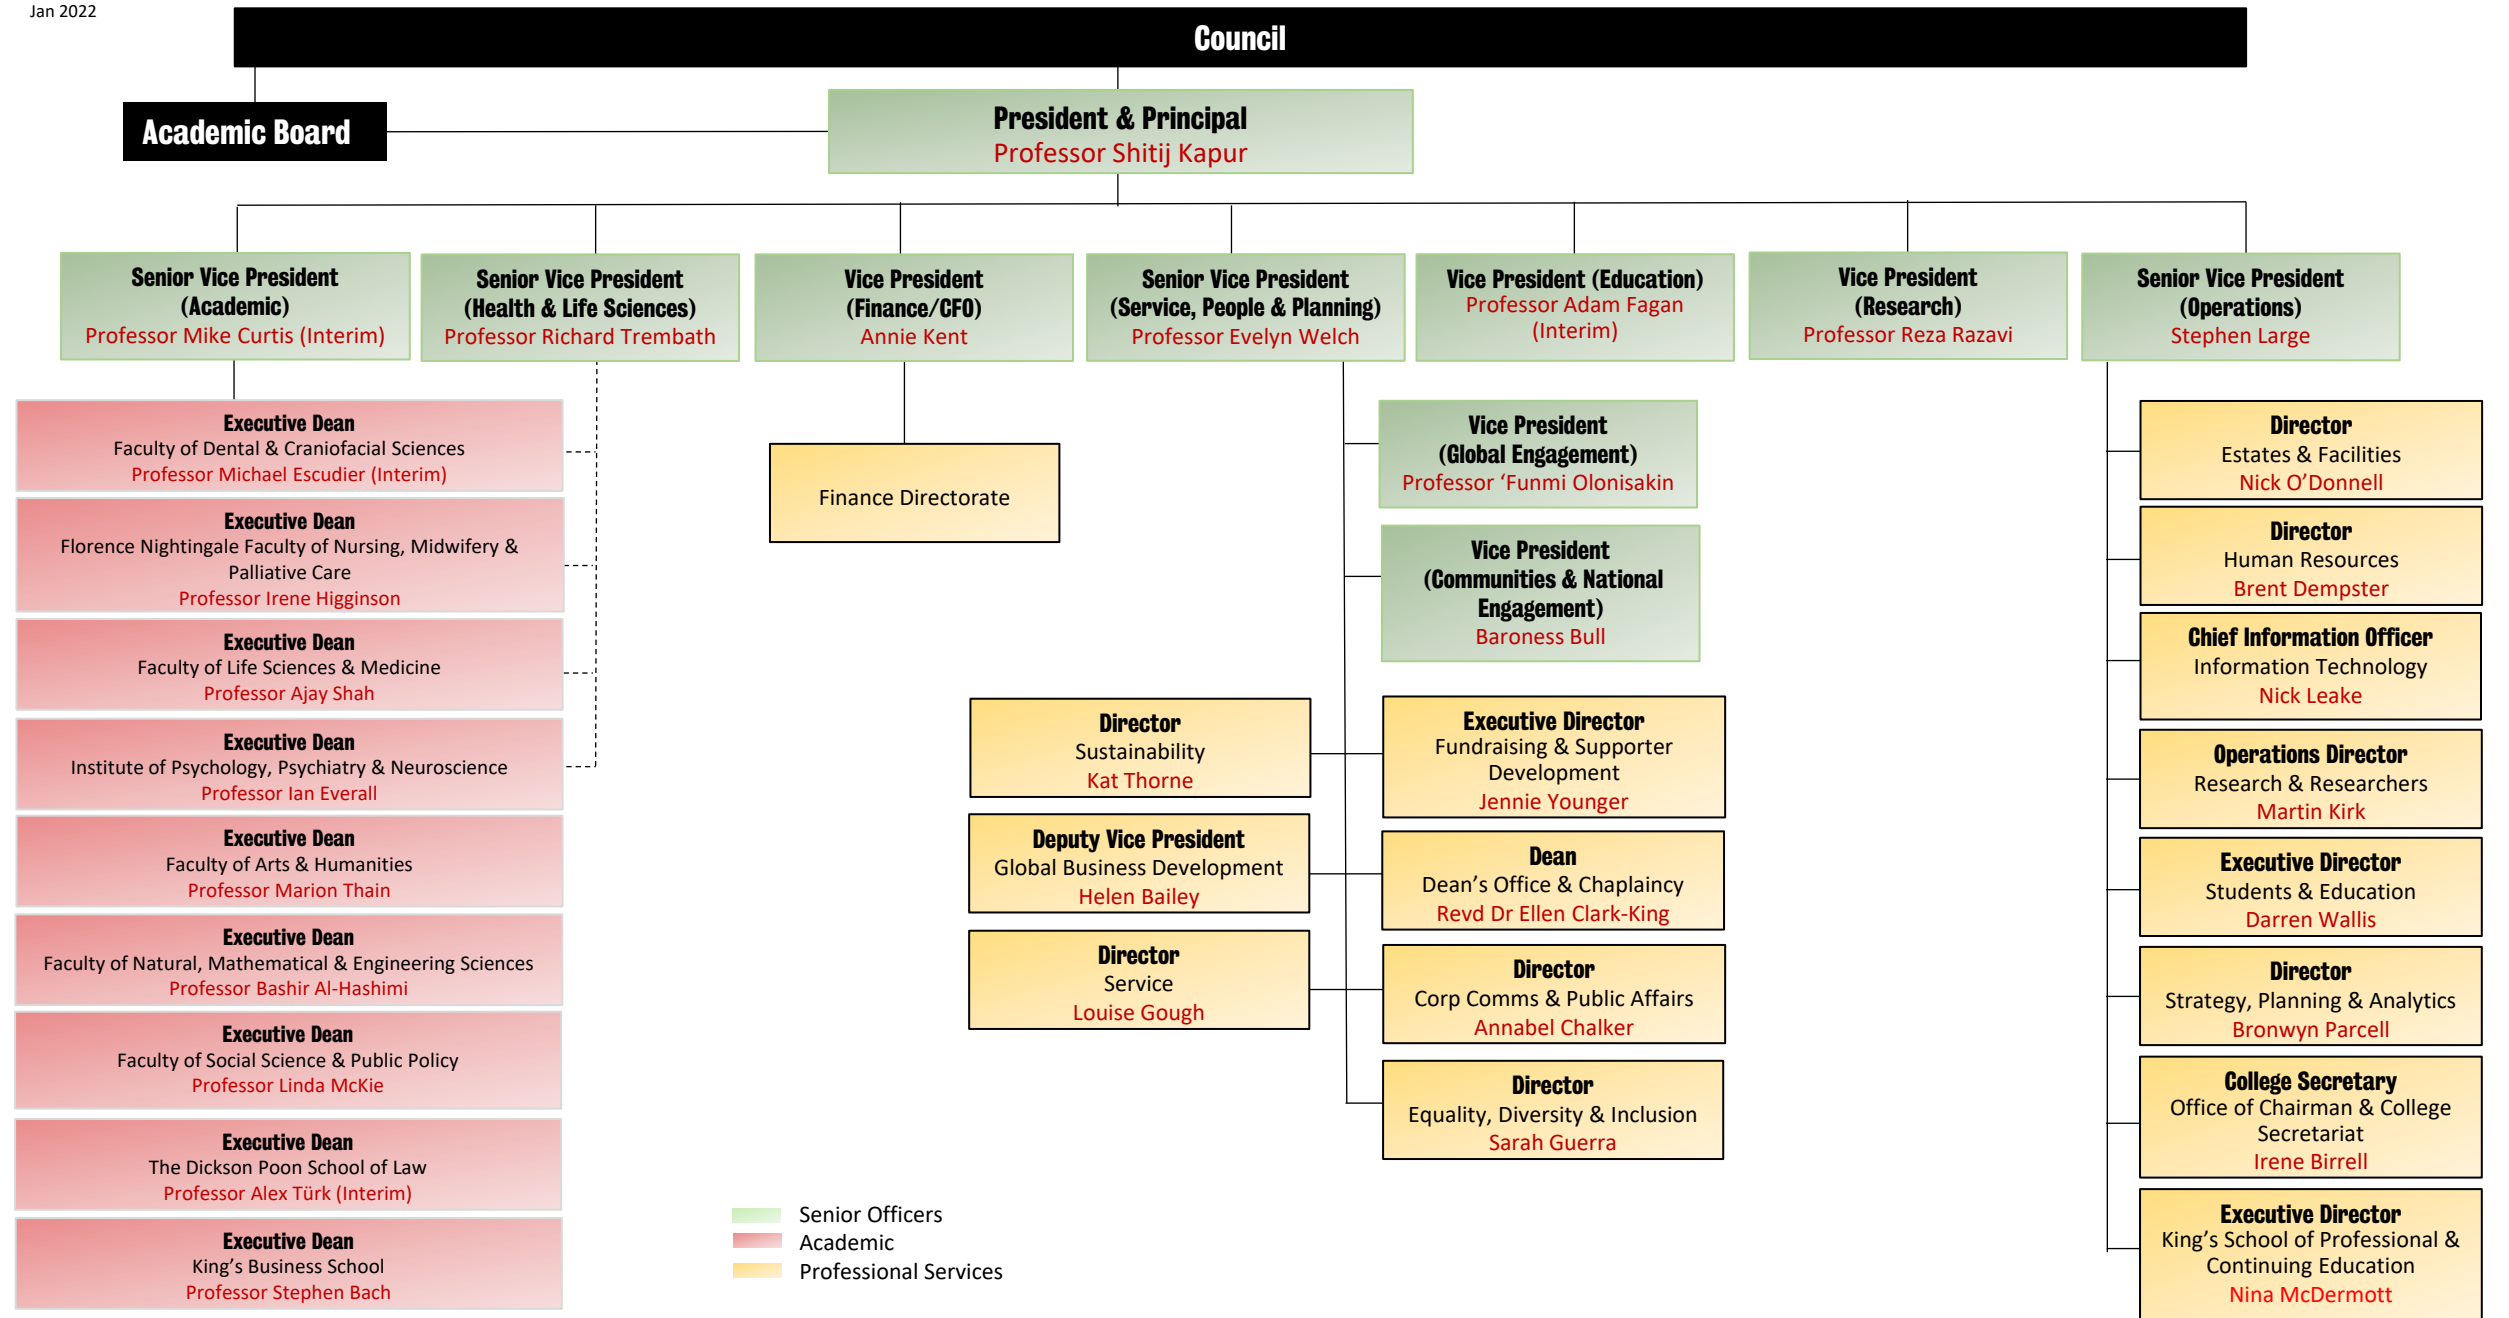 Jan 2022
Council
Academic Board
President & Principal
Professor Shitij Kapur
Senior Vice President
(Academic)
Professor Mike Curtis (Interim)
Senior Vice President
(Health & Life Sciences)
Professor Richard Trembath
Vice President
(Finance/CFO)
Annie Kent
Senior Vice President
(Service, People & Planning)
Professor Evelyn Welch
Vice President (Education)
Professor Adam Fagan
(Interim)
Vice President
(Research)
Professor Reza Razavi
Senior Vice President
(Operations)
Stephen Large
Executive Dean
Faculty of Dental & Craniofacial Sciences
Professor Michael Escudier (Interim)
Executive Dean
Florence Nightingale Faculty of Nursing, Midwifery &
Palliative Care
Professor Irene Higginson
Executive Dean
Faculty of Life Sciences & Medicine
Professor Ajay Shah
Executive Dean
Institute of Psychology, Psychiatry & Neuroscience
Professor Ian Everall
Executive Dean
Faculty of Arts & Humanities
Professor Marion Thain
Executive Dean
Faculty of Natural, Mathematical & Engineering Sciences
Professor Bashir Al-Hashimi
Executive Dean
Faculty of Social Science & Public Policy
Professor Linda McKie
Executive Dean
The Dickson Poon School of Law
Professor Alex Türk (Interim)
Executive Dean
King's Business School
Professor Stephen Bach
Finance Directorate
Vice President
(Global Engagement)
Professor ‘Funmi Olonisakin
Vice President
(Communities & National
Engagement)
Baroness Bull
Director
Sustainability
Kat Thorne
Deputy Vice President
Global Business Development
Helen Bailey
Director
Service
Louise Gough
Executive Director
Fundraising & Supporter
Development
Jennie Younger
Dean
Dean’s Office & Chaplaincy
Revd Dr Ellen Clark-King
Director
Corp Comms & Public Affairs
Annabel Chalker
Director
Equality, Diversity & Inclusion
Sarah Guerra
Director
Estates & Facilities
Nick O’Donnell
Director
Human Resources
Brent Dempster
Chief Information Officer
Information Technology
Nick Leake
Operations Director
Research & Researchers
Martin Kirk
Executive Director
Students & Education
Darren Wallis
Director
Strategy, Planning & Analytics
Bronwyn Parcell
College Secretary
Office of Chairman & College
Secretariat
Irene Birrell
Executive Director
King’s School of Professional &
Continuing Education
Nina McDermott
Senior Officers
Academic
Professional Services